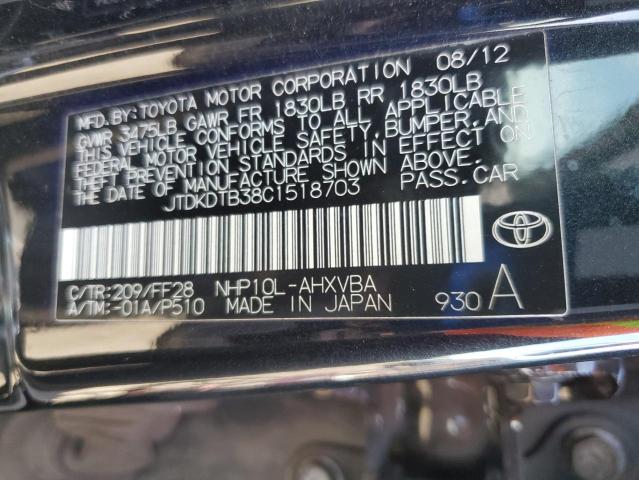 MFD. BY: TOYOTA MOTOR CORPORATION 08/12
GVWR 3475LB GAWR FR 1830LB RR 1830LB
THIS VEHICLE CONFORMS TO ALL APPLICABLE
FEDERAL MOTOR VEHICLE SAFETY, BUMPER, AND
THEFT PREVENTION STANDARDS IN EFFECT ON
THE DATE OF MANUFACTURE SHOWN ABOVE.
JTDKDTB38C1518703 PASS. CAR
C/TR: 209/FF28 NHP10L-AHXVBA
A/TM: -01A/P510 MADE IN JAPAN 930 A